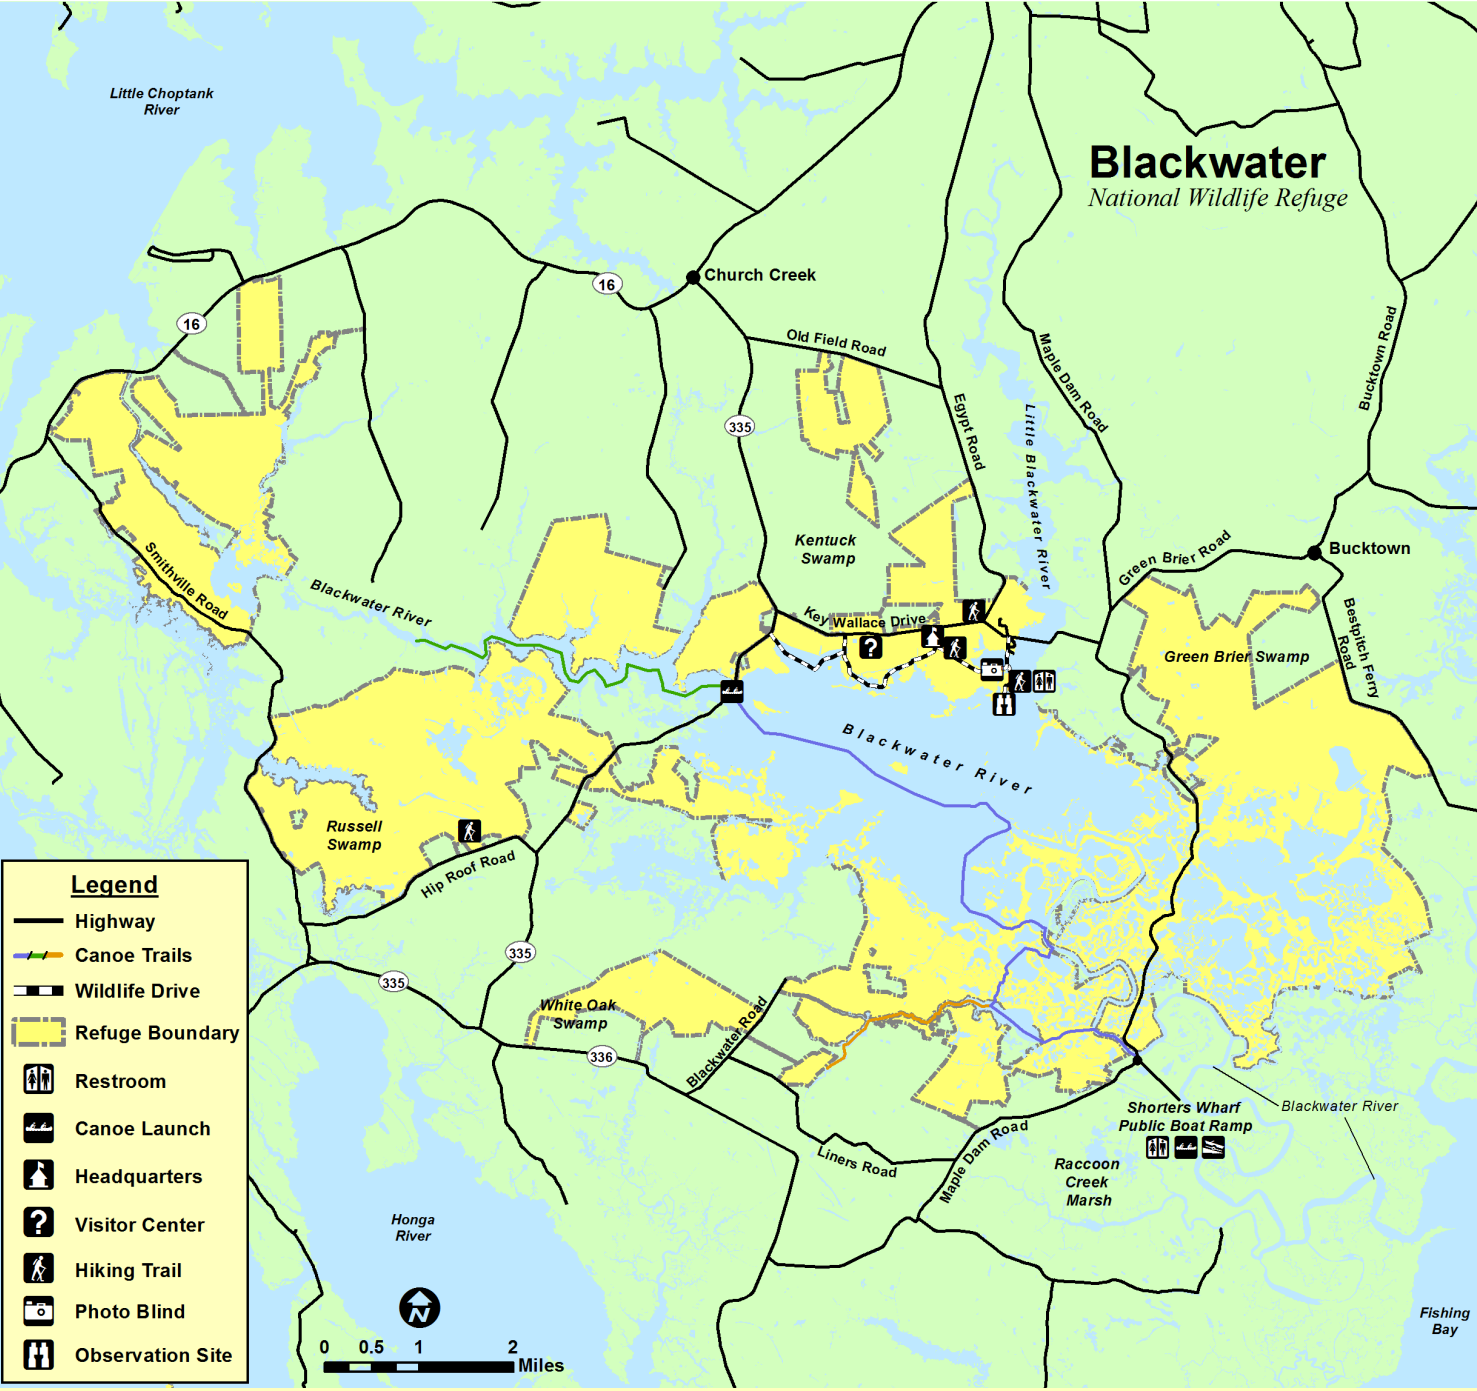 Little Choptank
River
Blackwater
National Wildlife Refuge
Church Creek
16
16
Old Field Road
Maple Dam Road
Bucktown Road
335
Egypt Road
Little Blackwater River
Kentuck
Swamp
Bucktown
Green Brier Road
Smithville Road
Blackwater River
Key Wallace Drive
?
Bestpitch Ferry
Road
Green Brier Swamp
Blackwater River
Russell
Swamp
Hip Roof Road
335
335
White Oak
Swamp
336
Blackwater Road
Shorters Wharf
Public Boat Ramp
Blackwater River
Maple Dam Road
Liners Road
Raccoon
Creek
Marsh
Honga
River
Fishing
Bay
Legend
Highway
Canoe Trails
Wildlife Drive
Refuge Boundary
Restroom
Canoe Launch
Headquarters
? Visitor Center
Hiking Trail
Photo Blind
Observation Site
N
0 0.5 1 2
Miles